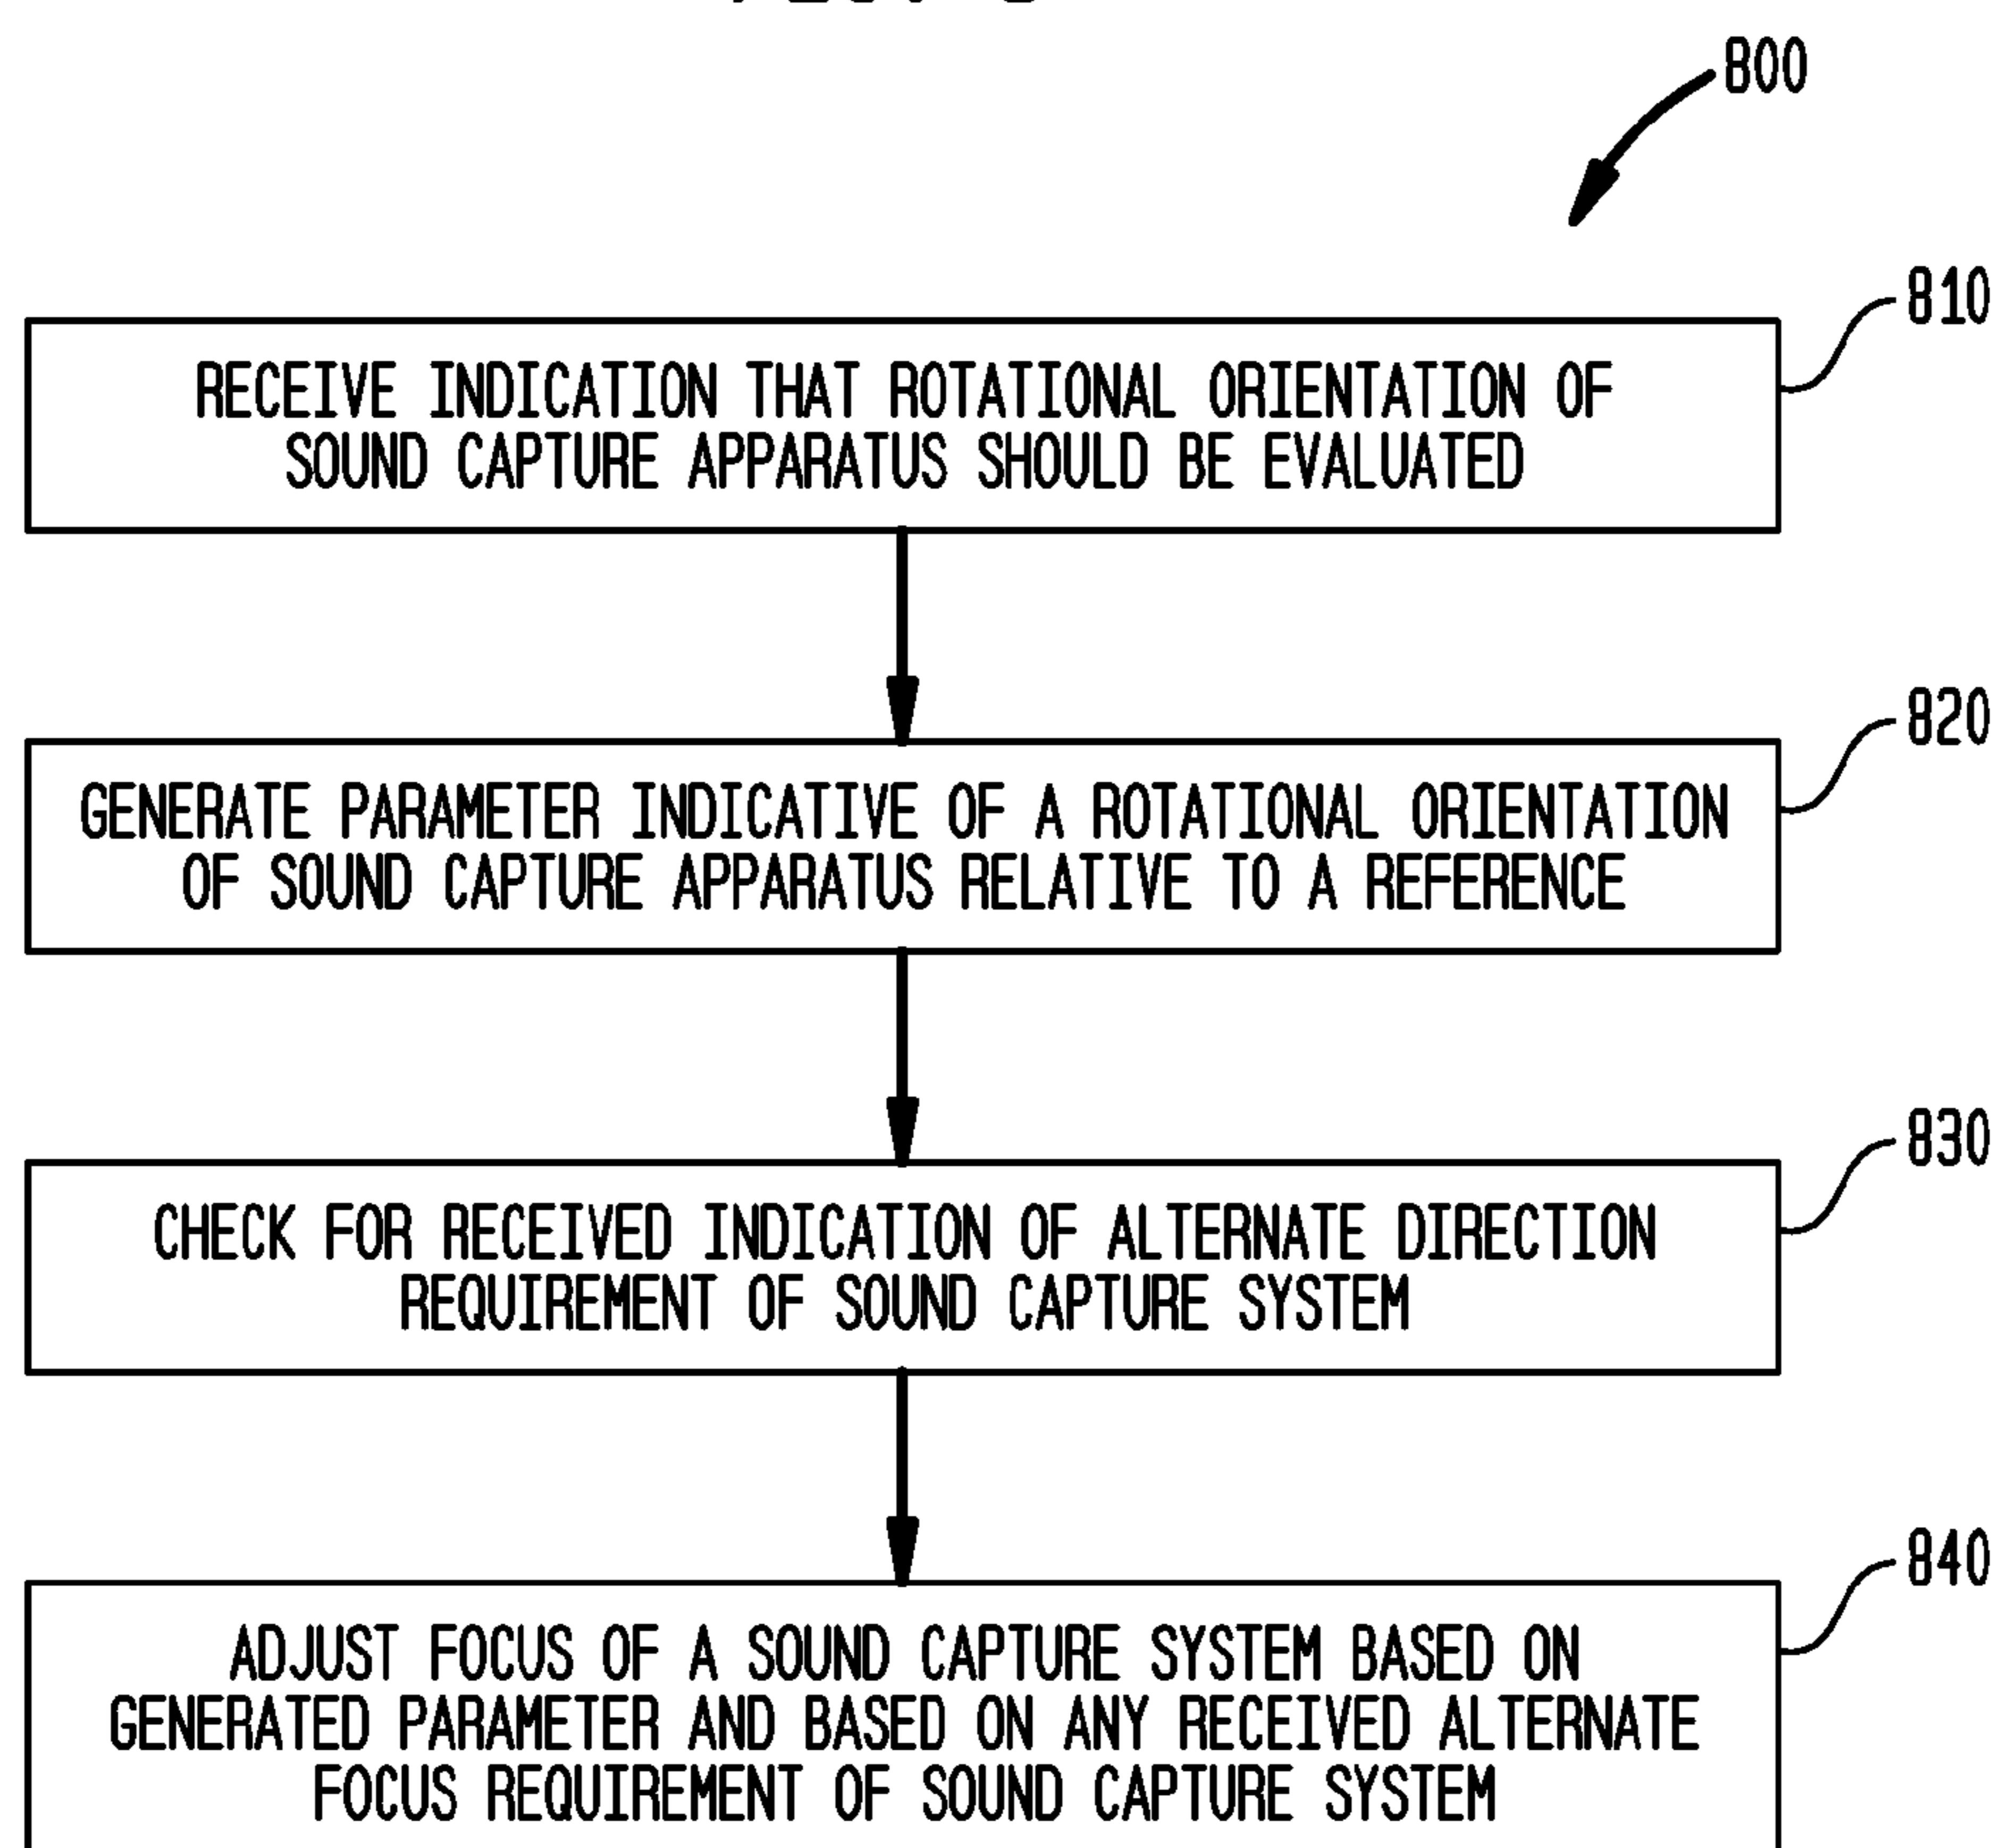 800
810
RECEIVE INDICATION THAT ROTATIONAL ORIENTATION OF
SOUND CAPTURE APPARATUS SHOULD BE EVALUATED
820
GENERATE PARAMETER INDICATIVE OF A ROTATIONAL ORIENTATION
OF SOUND CAPTURE APPARATUS RELATIVE TO A REFERENCE
830
CHECK FOR RECEIVED INDICATION OF ALTERNATE DIRECTION
REQUIREMENT OF SOUND CAPTURE SYSTEM
840
ADJUST FOCUS OF A SOUND CAPTURE SYSTEM BASED ON
GENERATED PARAMETER AND BASED ON ANY RECEIVED ALTERNATE
FOCUS REQUIREMENT OF SOUND CAPTURE SYSTEM